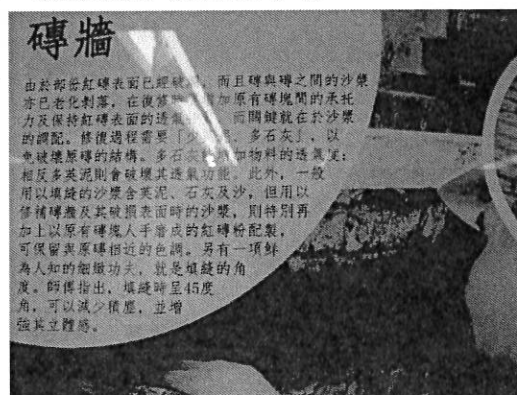 磚牆
由於部份紅磚表面已經破，而且磚與磚之間的沙漿
亦已老化剝落，在復修時加原有磚塊間的承托
力及保持紅磚表面的透氣，而關鍵就在於沙漿
的調配。修復過程需要「少、多石灰」，以
免破壞原磚的結構。多石灰加物料的透氣度；
相反多英泥則會破壞其透氣功能。此外，一般
用以填縫的沙漿含英泥、石灰及沙，但用以
修補磚牆及其破損表面時的沙漿，則特別再
加上以原有磚塊人手磨成的紅磚粉配製，
可保留與原磚相近的色調。另有一項鮮
為人知的細緻功夫，就是填縫的角
度。師傅指出，填縫時呈45度
角，可以減少積塵，並增
強其立體感。